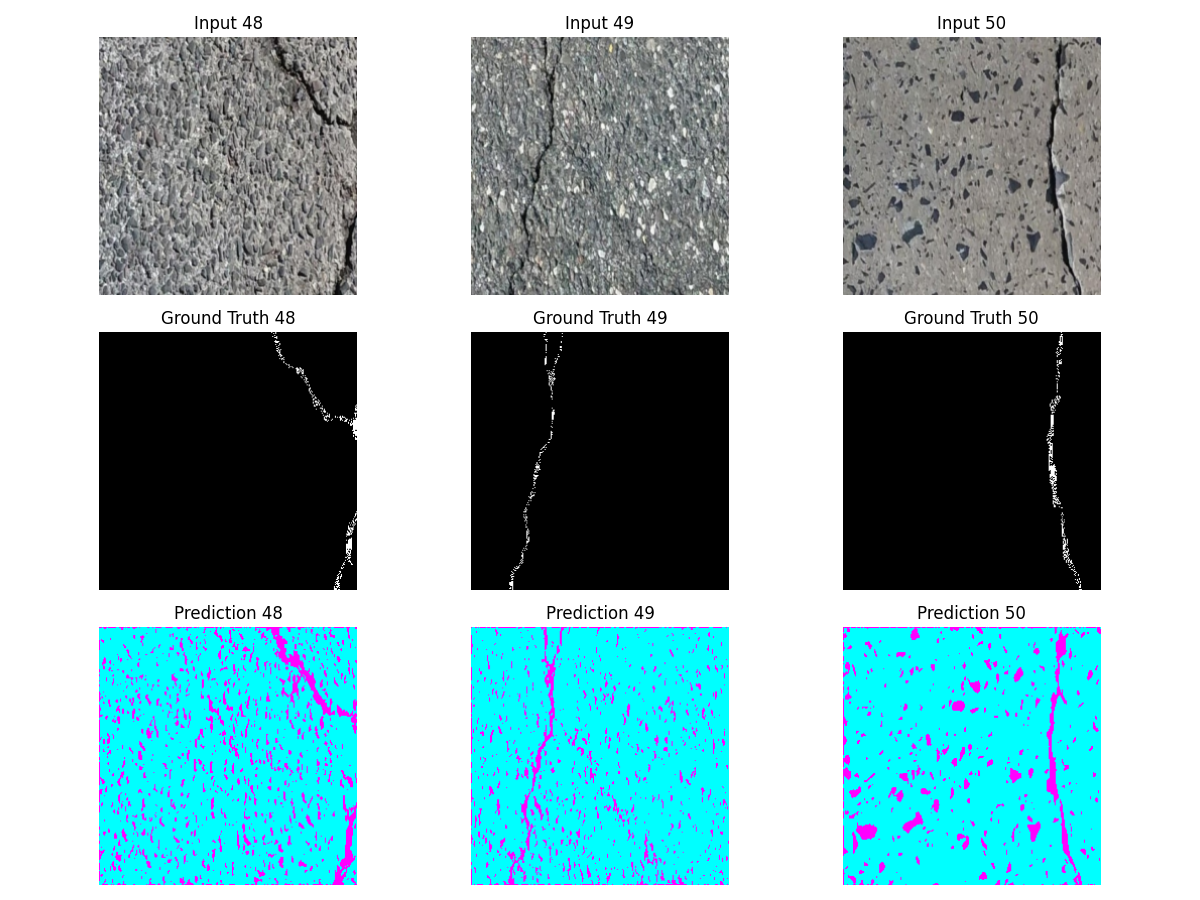 Input 48
Input 49
Input 50
Ground Truth 48
Ground Truth 49
Ground Truth 50
Prediction 48
Prediction 49
Prediction 50